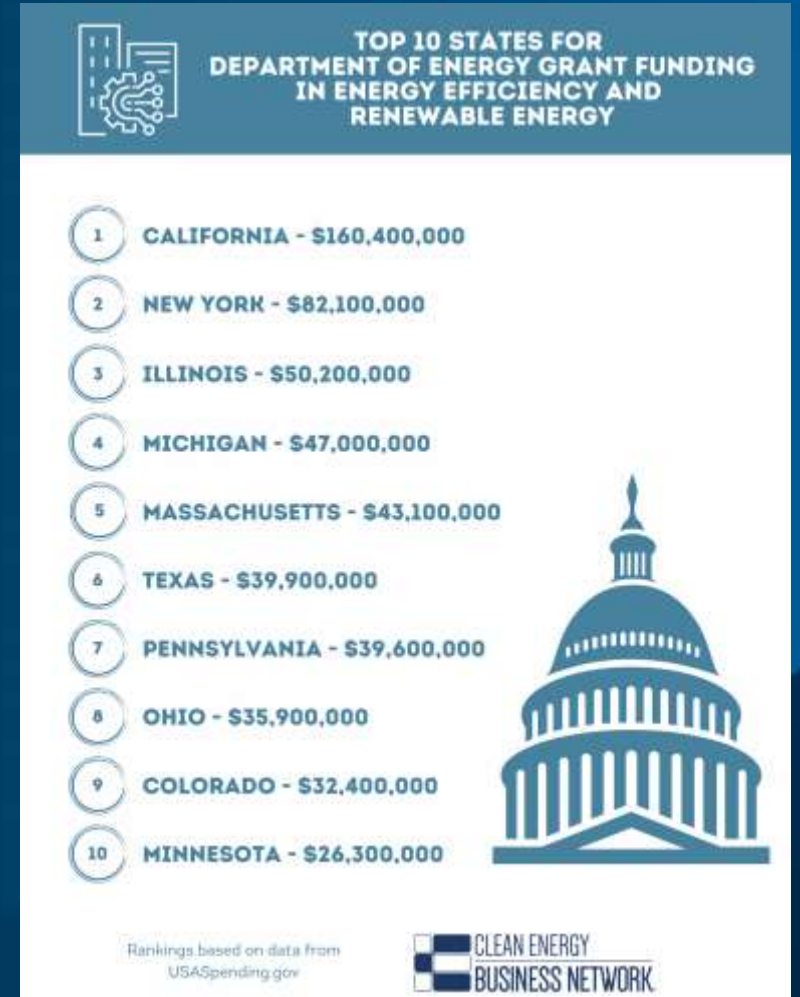 TOP 10 STATES FOR
DEPARTMENT OF ENERGY GRANT FUNDING
IN ENERGY EFFICIENCY AND
RENEWABLE ENERGY
1 CALIFORNIA - $160,400,000
2 NEW YORK - $82,100,000
3 ILLINOIS - $50,200,000
4 MICHIGAN - $47,000,000
5 MASSACHUSETTS - $43,100,000
6 TEXAS - $39,900,000
7 PENNSYLVANIA - $39,600,000
8 OHIO - $35,900,000
9 COLORADO - $32,400,000
10 MINNESOTA - $26,300,000
Rankings based on data from
USASpending.gov
CLEAN ENERGY
BUSINESS NETWORK